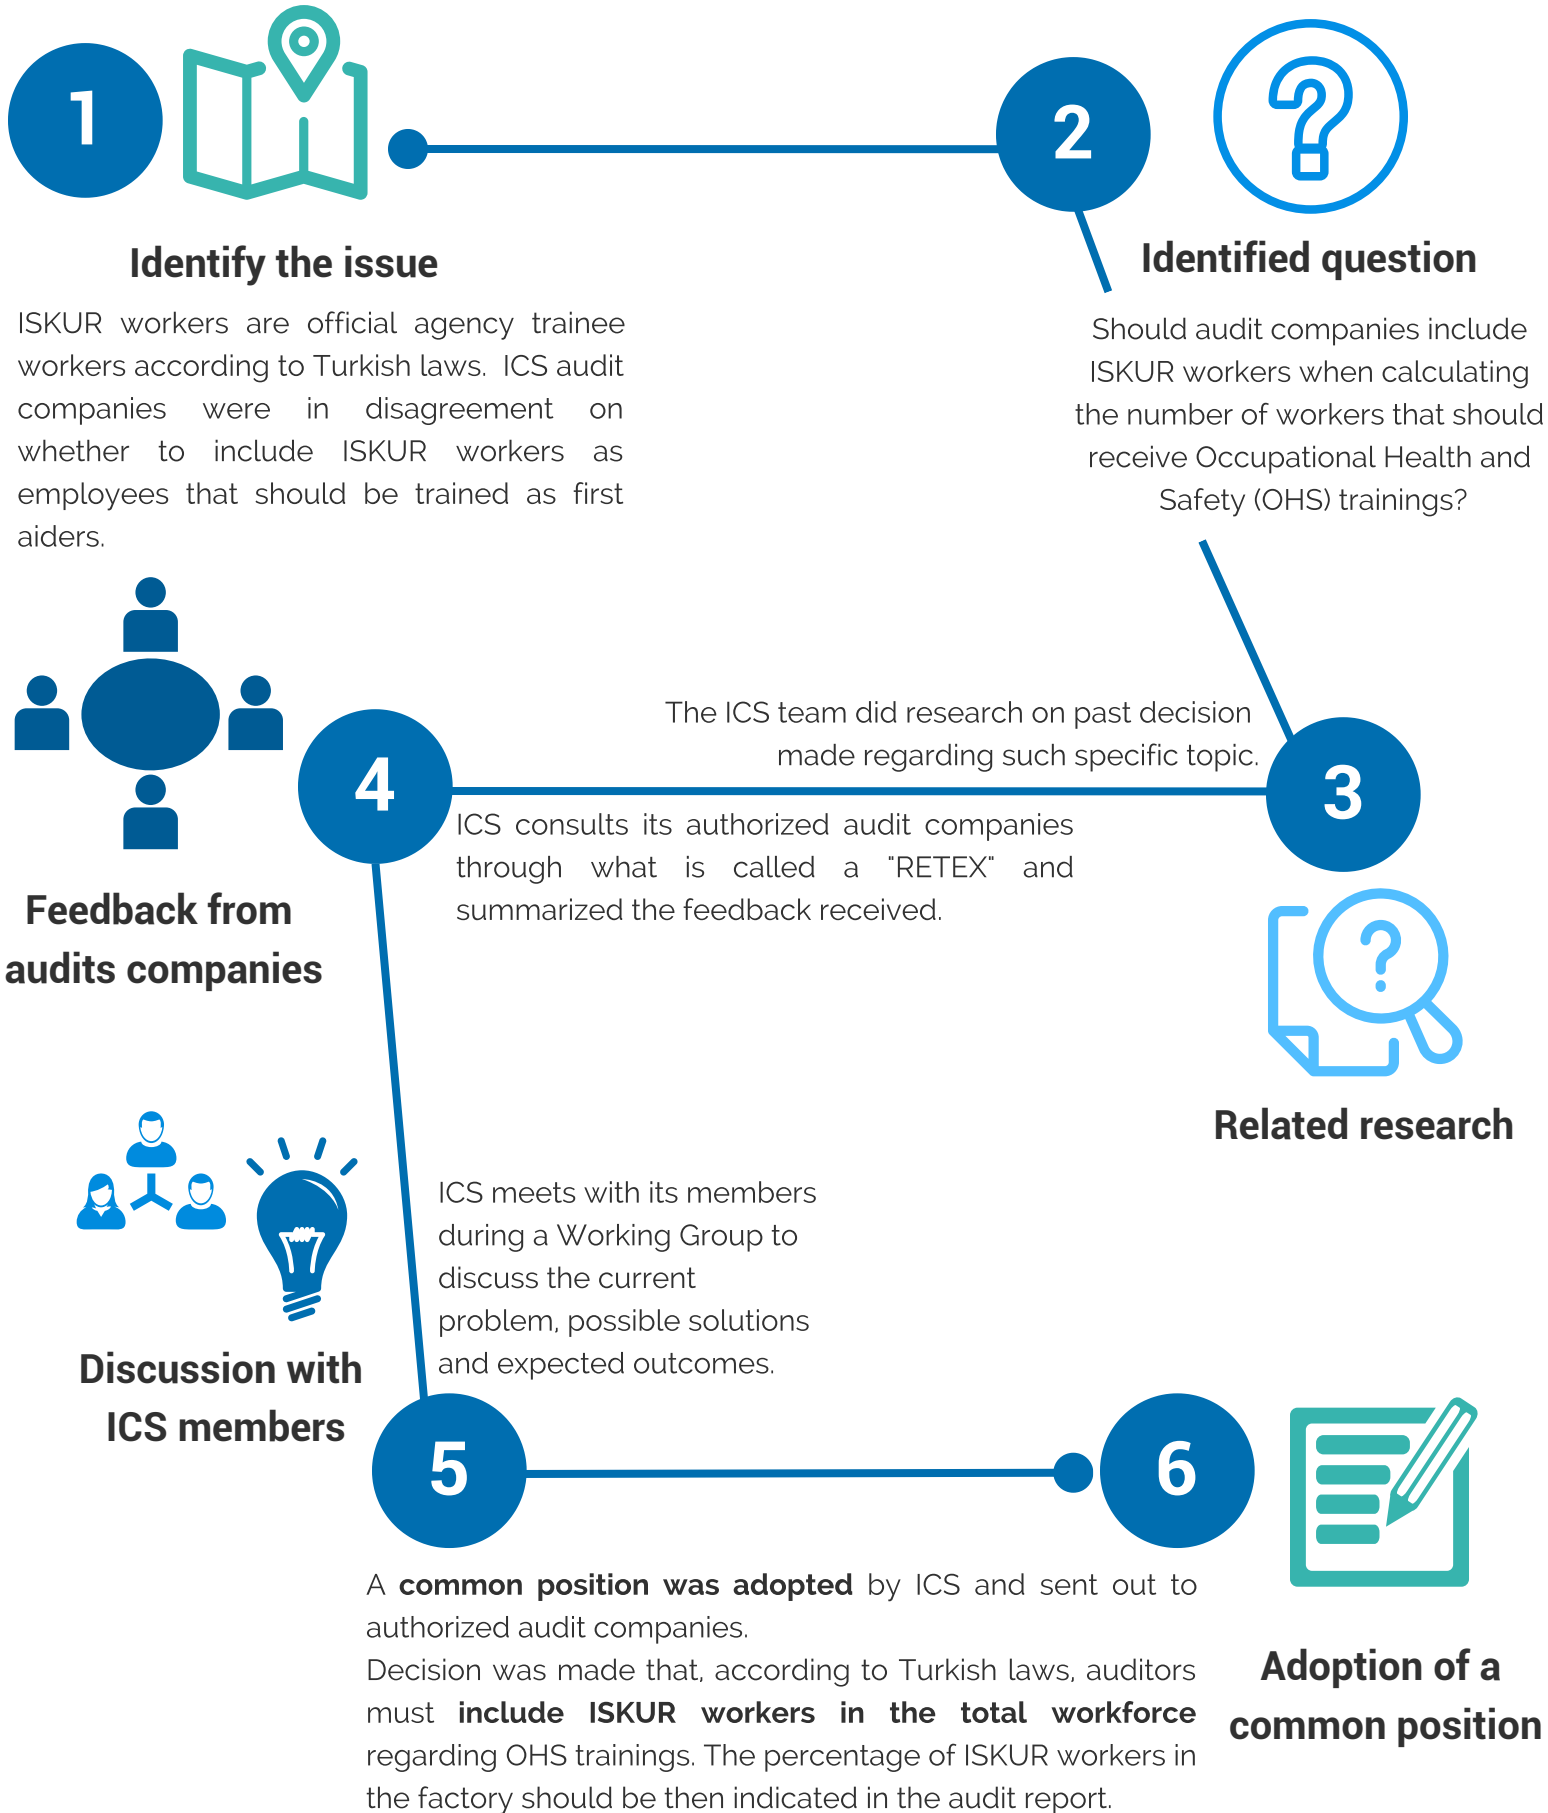 1
Identify the issue
ISKUR workers are official agency trainee
workers according to Turkish laws. ICS audit
companies were in disagreement on
whether to include ISKUR workers as
employees that should be trained as first
aiders.
2
Identified question
Should audit companies include
ISKUR workers when calculating
the number of workers that should
receive Occupational Health and
Safety (OHS) trainings?
3
The ICS team did research on past decision
made regarding such specific topic.
Related research
4
Feedback from
audits companies
ICS consults its authorized audit companies
through what is called a "RETEX" and
summarized the feedback received.
Discussion with
ICS members
ICS meets with its members
during a Working Group to
discuss the current
problem, possible solutions
and expected outcomes.
5
6
Adoption of a
common position
A common position was adopted by ICS and sent out to
authorized audit companies.
Decision was made that, according to Turkish laws, auditors
must include ISKUR workers in the total workforce
regarding OHS trainings. The percentage of ISKUR workers in
the factory should be then indicated in the audit report.